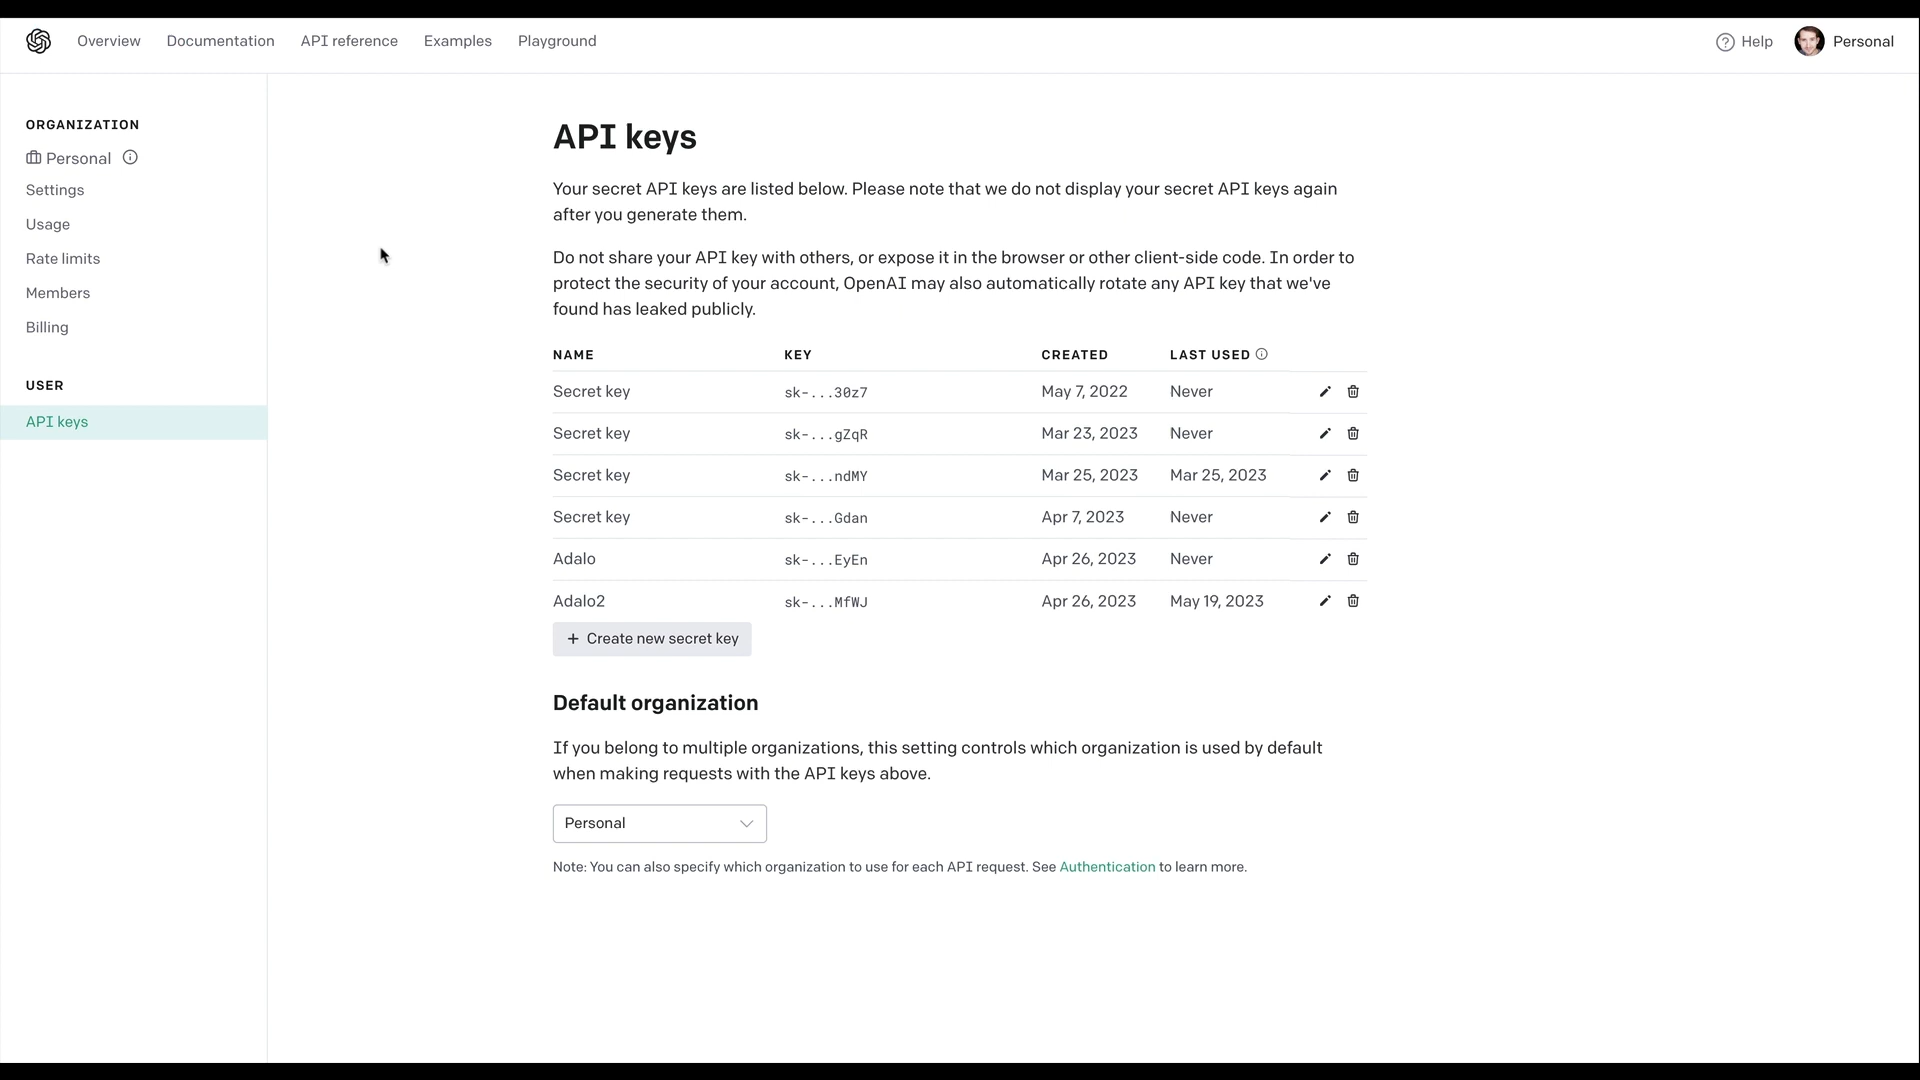 Overview Documentation API reference Examples Playground Help Personal
ORGANIZATION
Personal
Settings
Usage
Rate limits
Members
Billing
USER
API keys
API keys
Your secret API keys are listed below. Please note that we do not display your secret API keys again
after you generate them.
Do not share your API key with others, or expose it in the browser or other client-side code. In order to
protect the security of your account, OpenAI may also automatically rotate any API key that we've
found has leaked publicly.
NAME KEY CREATED LAST USED
Secret key sk-...30z7 May 7, 2022 Never
Secret key sk-...gZqR Mar 23, 2023 Never
Secret key sk-...ndMY Mar 25, 2023 Mar 25, 2023
Secret key sk-...Gdan Apr 7, 2023 Never
Adalo sk-...EyEn Apr 26, 2023 Never
Adalo2 sk-...MfWJ Apr 26, 2023 May 19, 2023
+ Create new secret key
Default organization
If you belong to multiple organizations, this setting controls which organization is used by default
when making requests with the API keys above.
Personal
Note: You can also specify which organization to use for each API request. See Authentication to learn more.